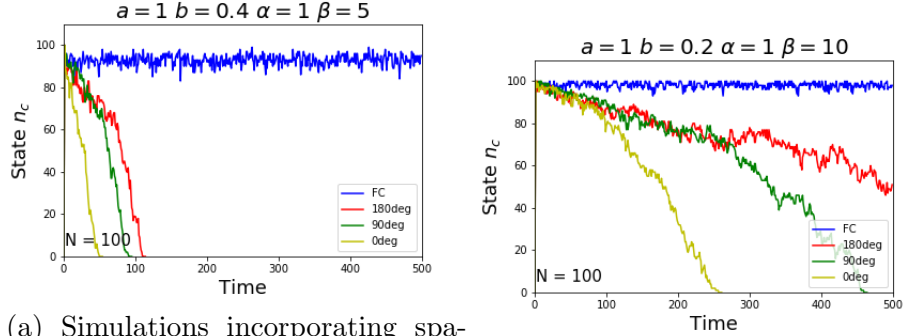 a = 1 b = 0.4 α = 1 β = 5
State n_c
100
80
60
40
20
0
FC
180deg
90deg
0deg
N = 100
0 100 200 300 400 500
Time
(a) Simulations incorporating spa-
a = 1 b = 0.2 α = 1 β = 10
State n_c
100
80
60
40
20
0
FC
180deg
90deg
0deg
N = 100
0 100 200 300 400 500
Time